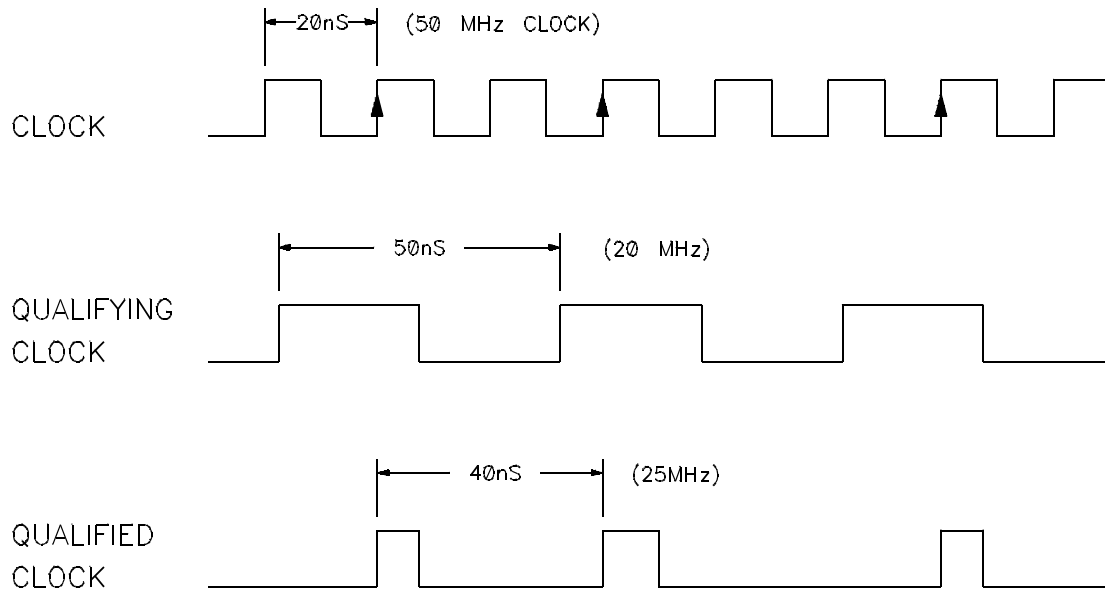 20nS (50 MHz CLOCK)
CLOCK
50nS (20 MHz)
QUALIFYING
CLOCK
40nS (25MHz)
QUALIFIED
CLOCK